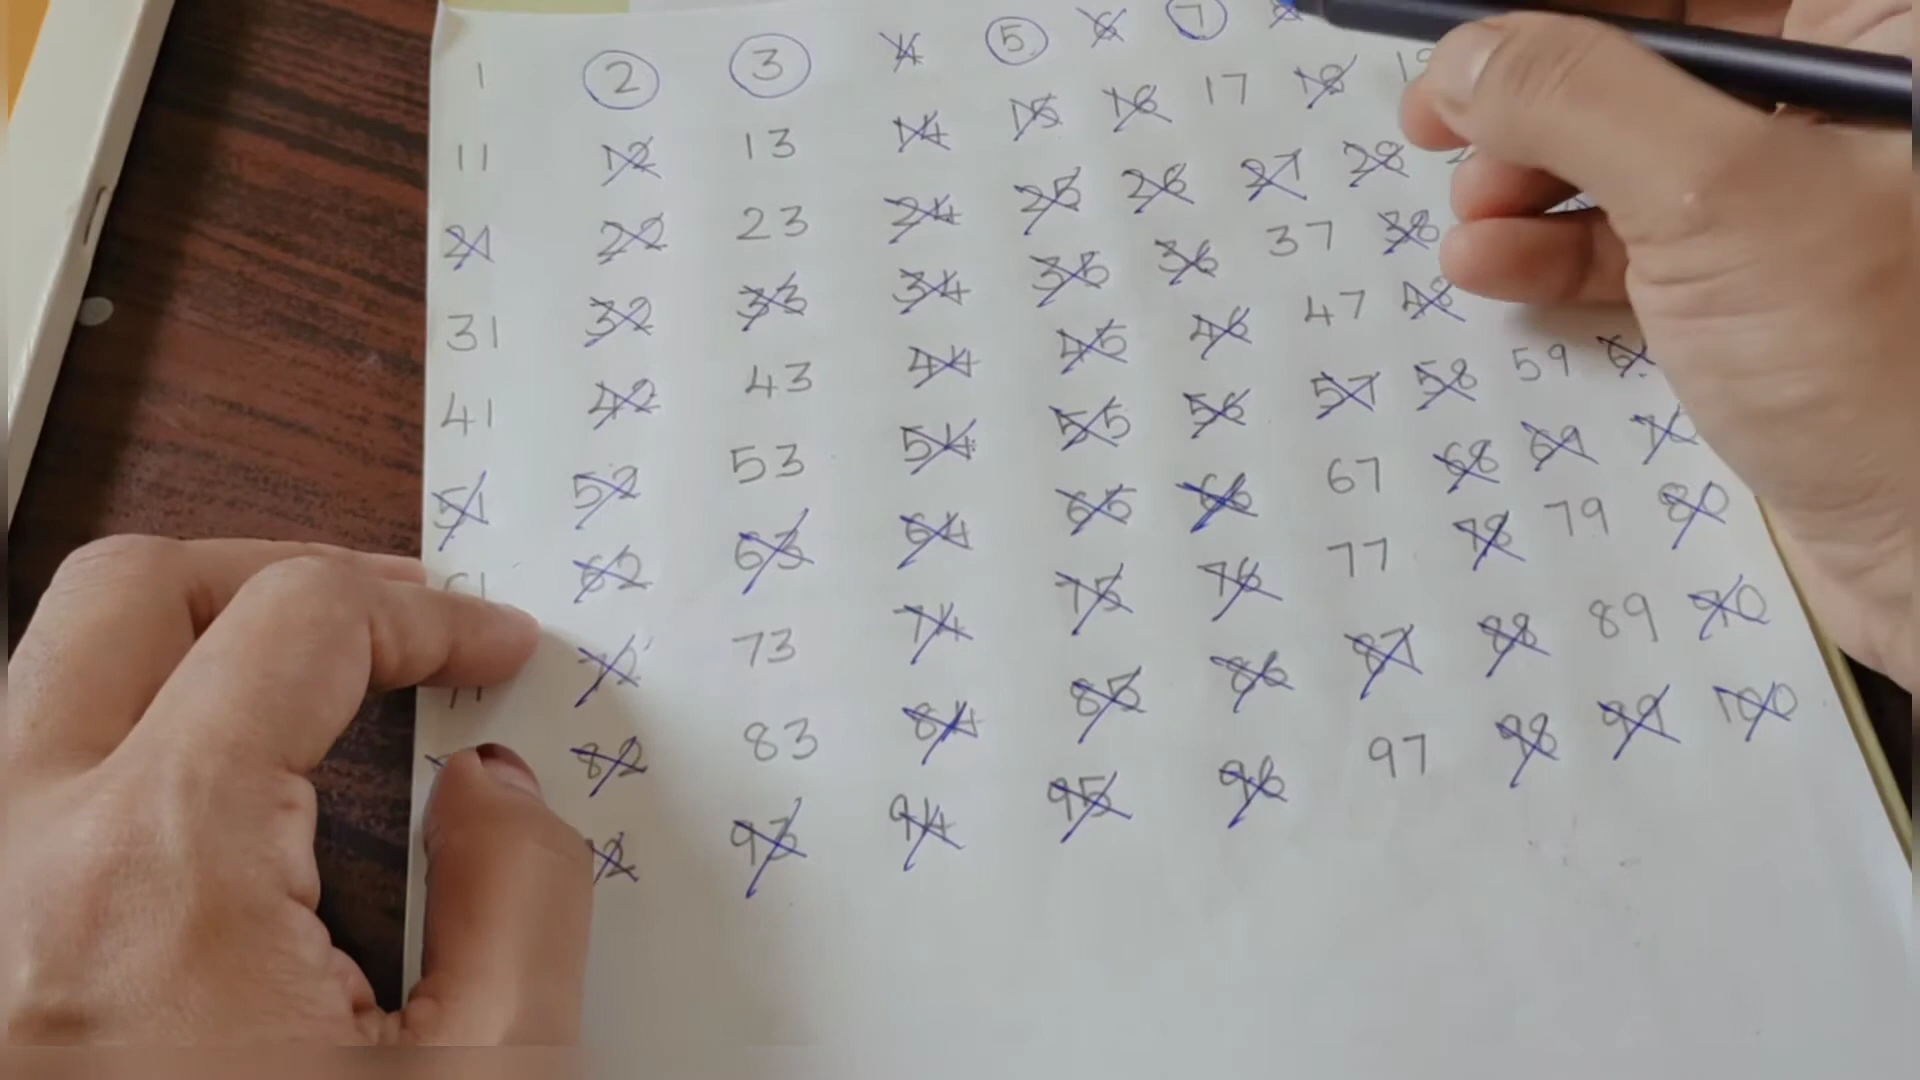 1 2 3 4 5 6 7 8
11 12 13 14 15 16 17 18 19
21 22 23 24 25 26 27 28
31 32 33 34 35 36 37 38
41 42 43 44 45 46 47 48
51 52 53 54 55 56 57 58 59
61 62 63 64 65 66 67 68 69 70
72 73 74 75 76 77 78 79 80
82 83 84 85 86 87 88 89 90
93 94 95 96 97 98 99 100